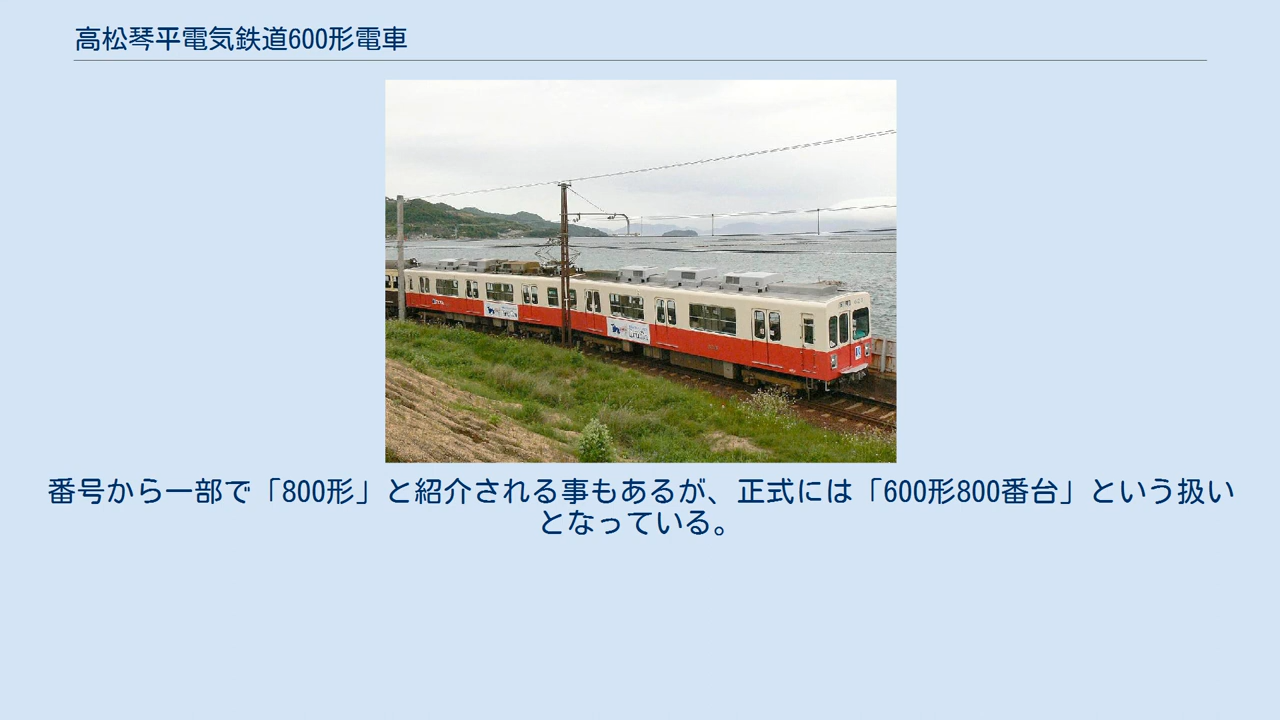 高松琴平電気鉄道600形電車
番号から一部で「800形」と紹介される事もあるが、正式には「600形800番台」という扱い
となっている。